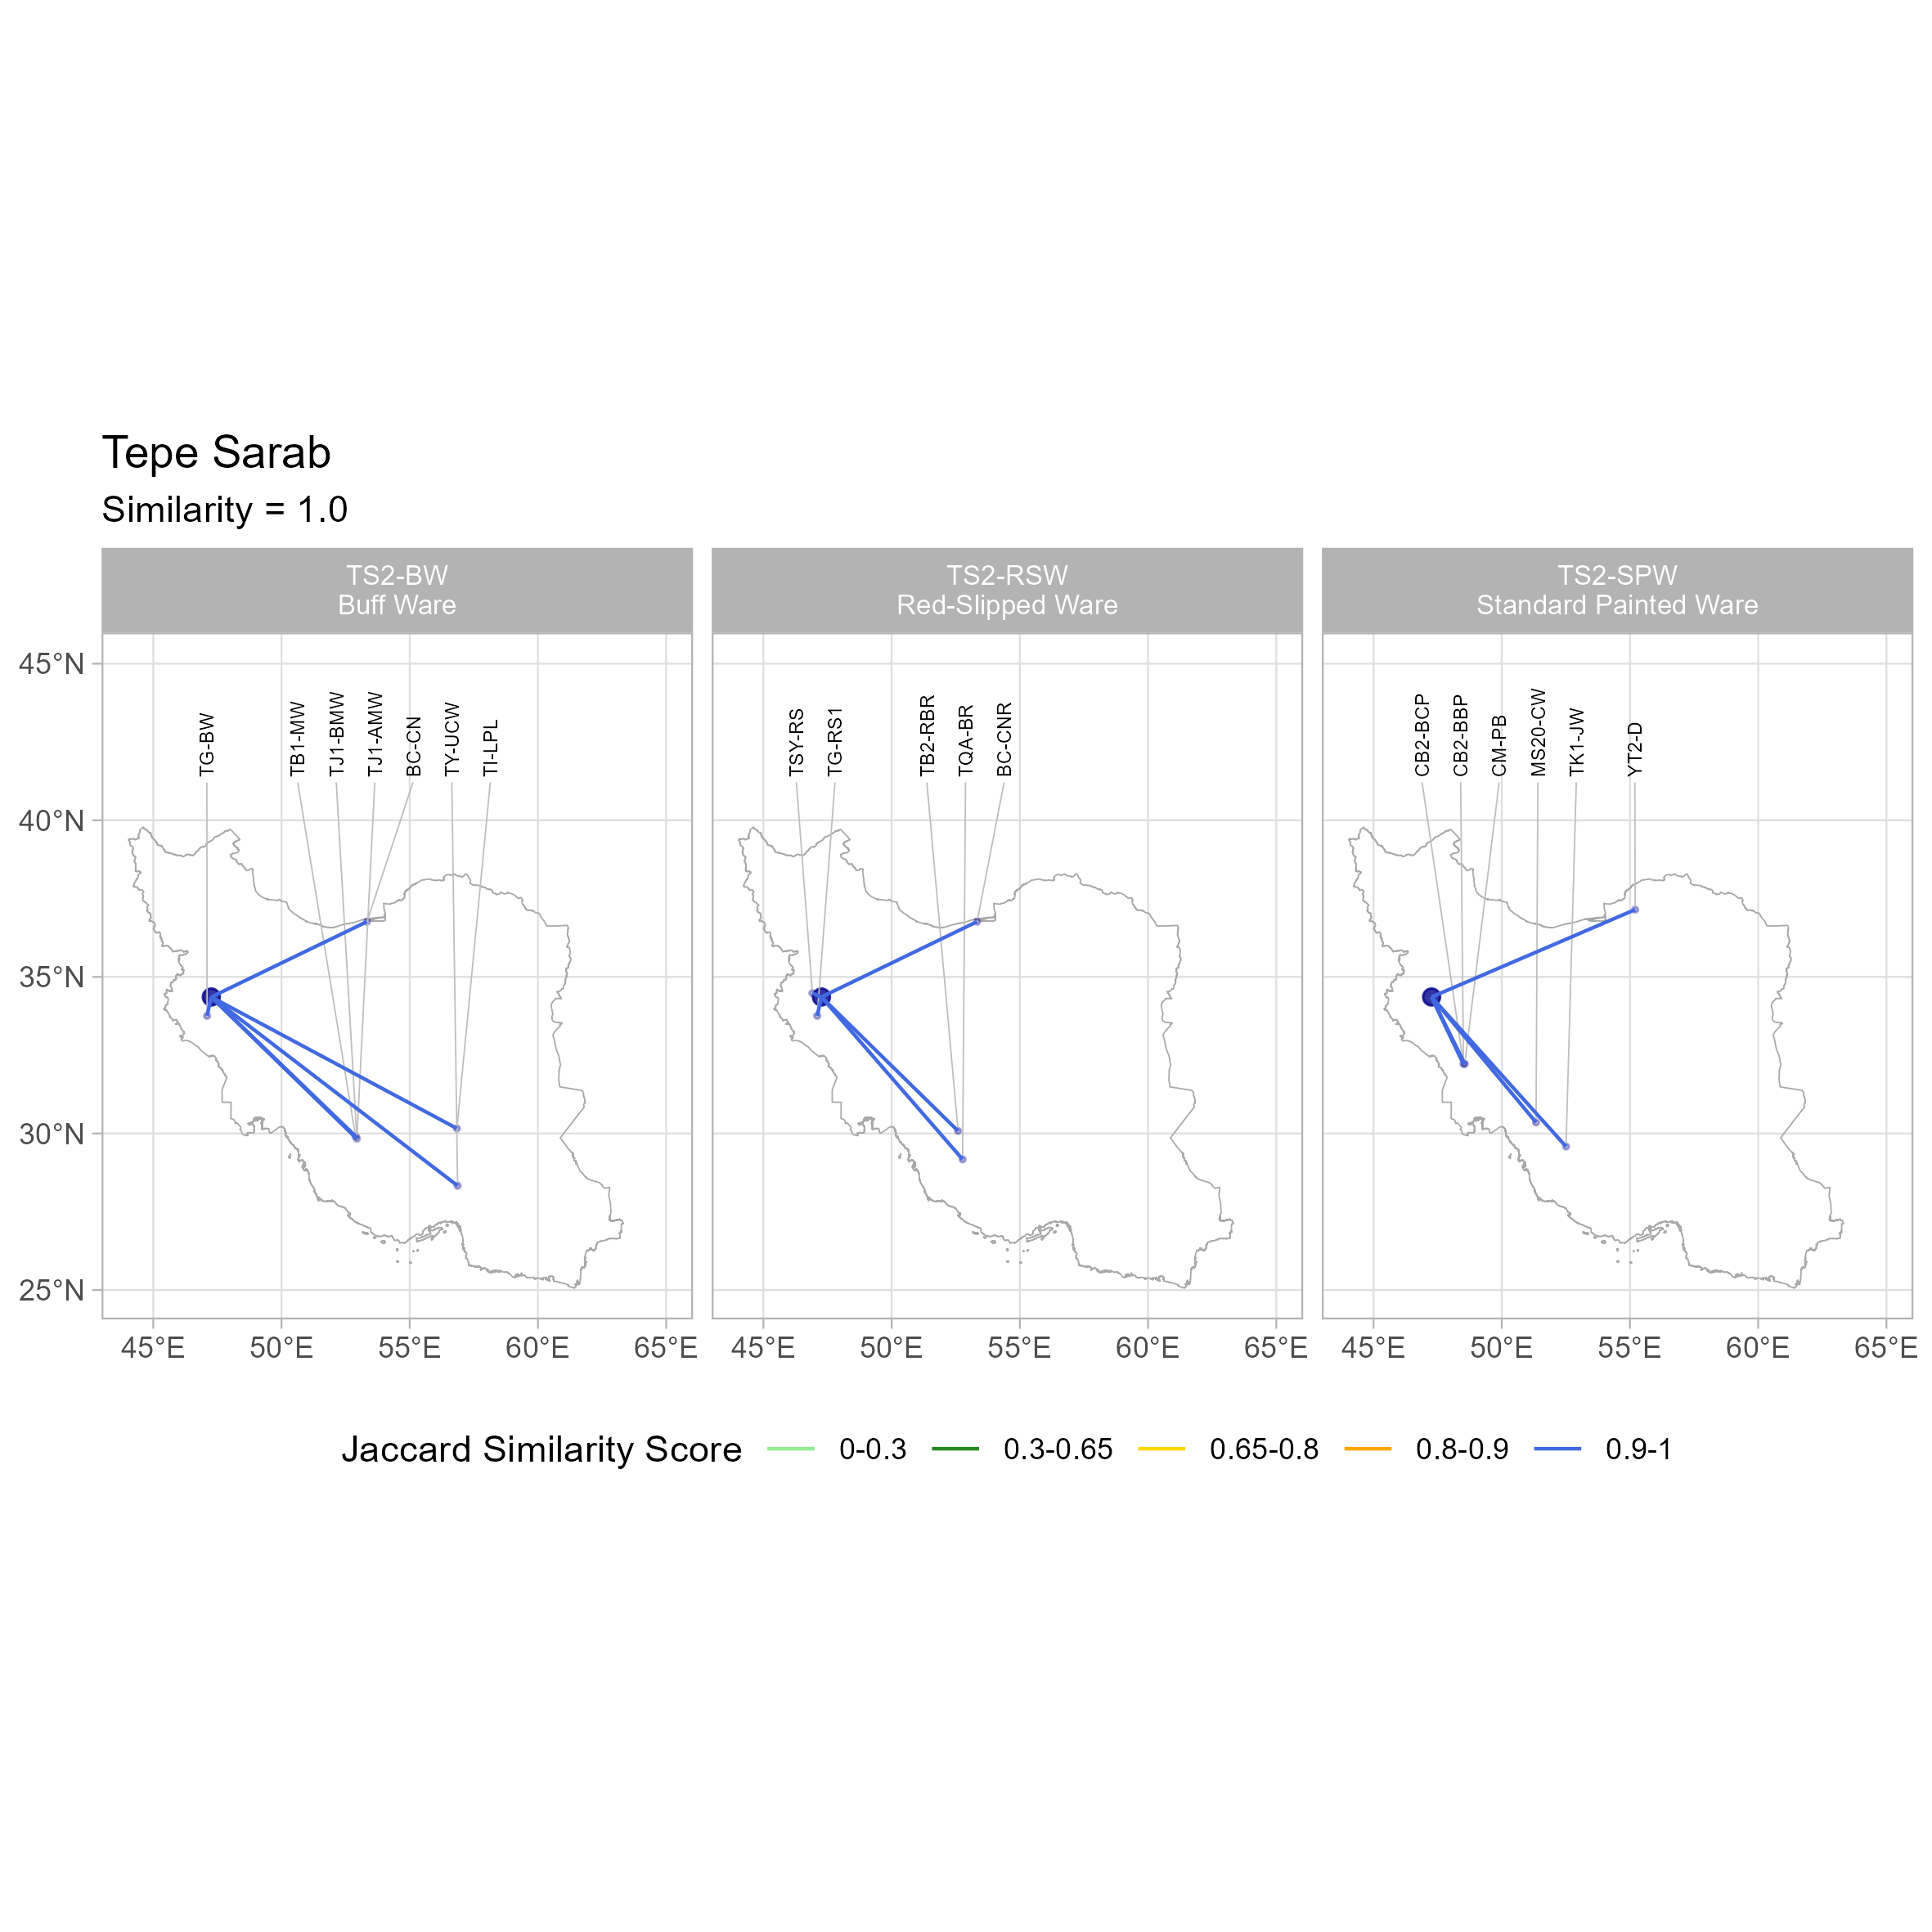 Tepe Sarab
Similarity = 1.0
TS2-BW
Buff Ware
TS2-RSW
Red-Slipped Ware
TS2-SPW
Standard Painted Ware
45°N
40°N
35°N
30°N
25°N
TG-BW
TB1-MW
TJ1-BMW
TJ1-AMW
BC-CN
TY-UCW
TI-LPL
TSY-RS
TG-RS1
TB2-RBR
TQA-BR
BC-CNR
CB2-BCP
CB2-BBP
CM-PB
MS20-CW
TK1-JW
YT2-D
45°E 50°E 55°E 60°E 65°E
45°E 50°E 55°E 60°E 65°E
45°E 50°E 55°E 60°E 65°E
Jaccard Similarity Score 0-0.3 0.3-0.65 0.65-0.8 0.8-0.9 0.9-1